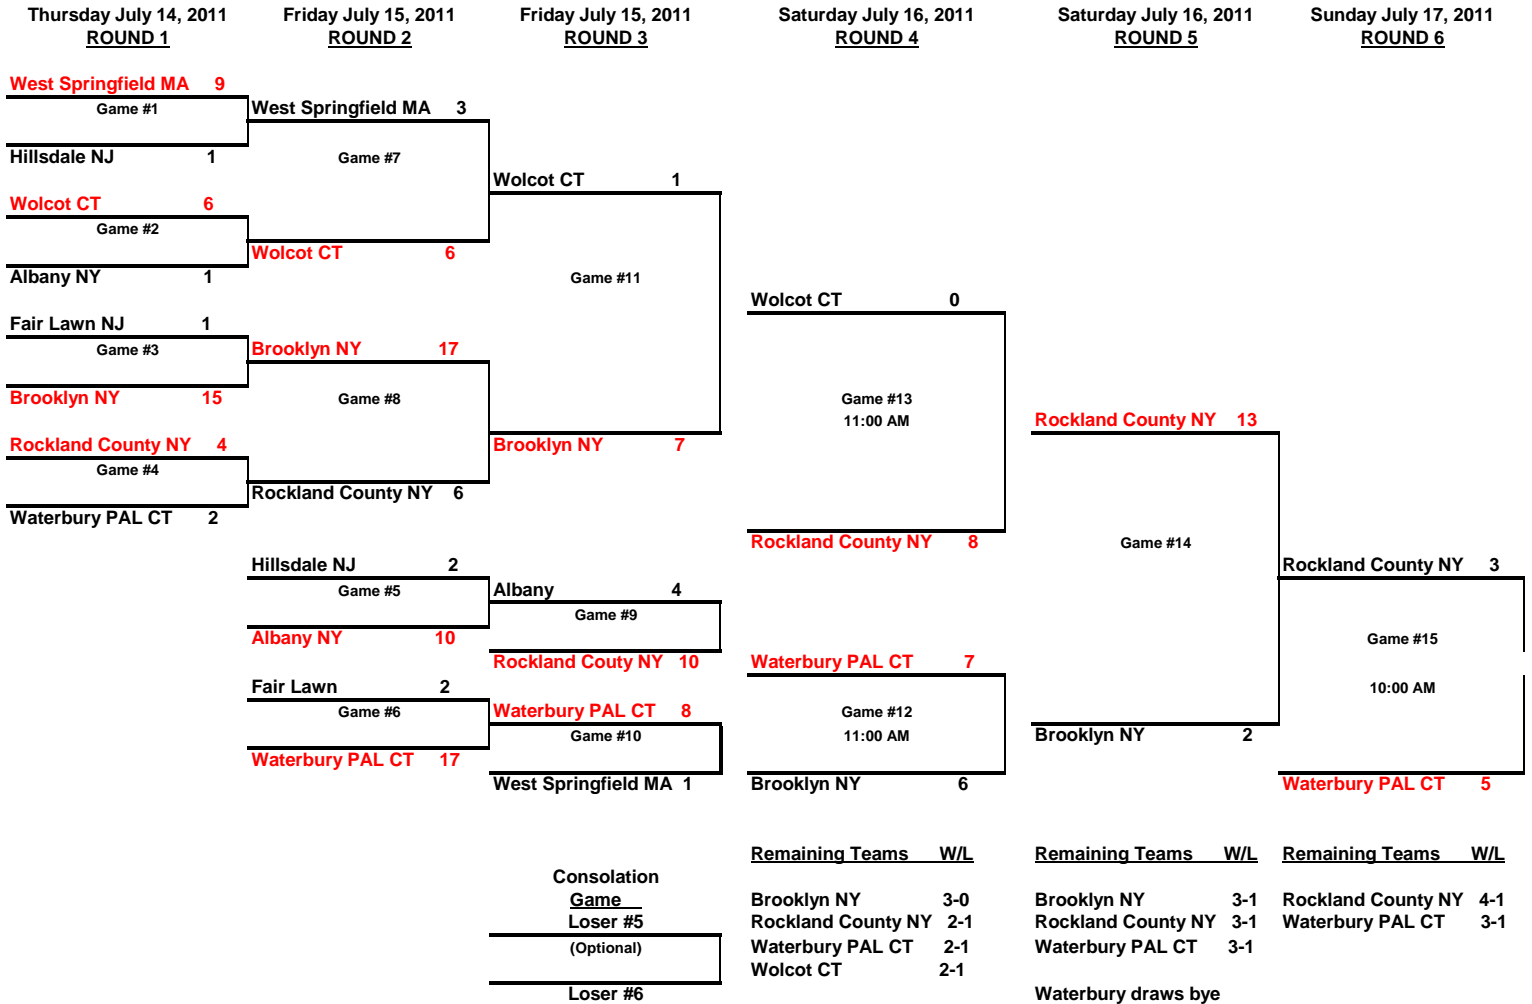 Thursday July 14, 2011
ROUND 1
Friday July 15, 2011
ROUND 2
Friday July 15, 2011
ROUND 3
Saturday July 16, 2011
ROUND 4
Saturday July 16, 2011
ROUND 5
Sunday July 17, 2011
ROUND 6
West Springfield MA 9
Game #1
Hillsdale NJ 1
Wolcot CT 6
Game #2
Albany NY 1
Fair Lawn NJ 1
Game #3
Brooklyn NY 15
Rockland County NY 4
Game #4
Waterbury PAL CT 2
West Springfield MA 3
Game #7
Wolcot CT 6
Brooklyn NY 17
Game #8
Rockland County NY 6
Hillsdale NJ 2
Game #5
Albany NY 10
Fair Lawn 2
Game #6
Waterbury PAL CT 17
Wolcot CT 1
Game #11
Brooklyn NY 7
Albany 4
Game #9
Rockland Couty NY 10
Waterbury PAL CT 8
Game #10
West Springfield MA 1
Consolation
Game
Loser #5
(Optional)
Loser #6
Wolcot CT 0
Game #13
11:00 AM
Rockland County NY 8
Waterbury PAL CT 7
Game #12
11:00 AM
Brooklyn NY 6
Remaining Teams W/L
Brooklyn NY 3-0
Rockland County NY 2-1
Waterbury PAL CT 2-1
Wolcot CT 2-1
Rockland County NY 13
Game #14
Brooklyn NY 2
Remaining Teams W/L
Brooklyn NY 3-1
Rockland County NY 3-1
Waterbury PAL CT 3-1
Waterbury draws bye
Rockland County NY 3
Game #15
10:00 AM
Waterbury PAL CT 5
Remaining Teams W/L
Rockland County NY 4-1
Waterbury PAL CT 3-1